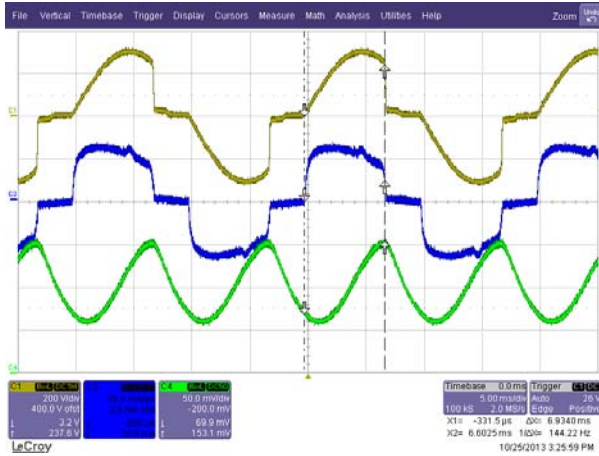 File Vertical Timebase Trigger Display Cursors Measure Math Analysis Utilities Help Zoom Undo
C1
C4
C1 C4 Timebase 0.0 ms Trigger C1 DC
200 V/div 50.0 mV/div 5.00 ms/div Auto 26 V
400.0 V ofst -200.0 mV 100 kS 2.0 MS/s Edge Positive
3.2 V 69.9 mV X1= -331.5 µs ΔX= 6.9340 ms
237.6 V 153.1 mV X2= 6.6025 ms 1/ΔX= 144.22 Hz
LeCroy 10/25/2013 3:25:59 PM